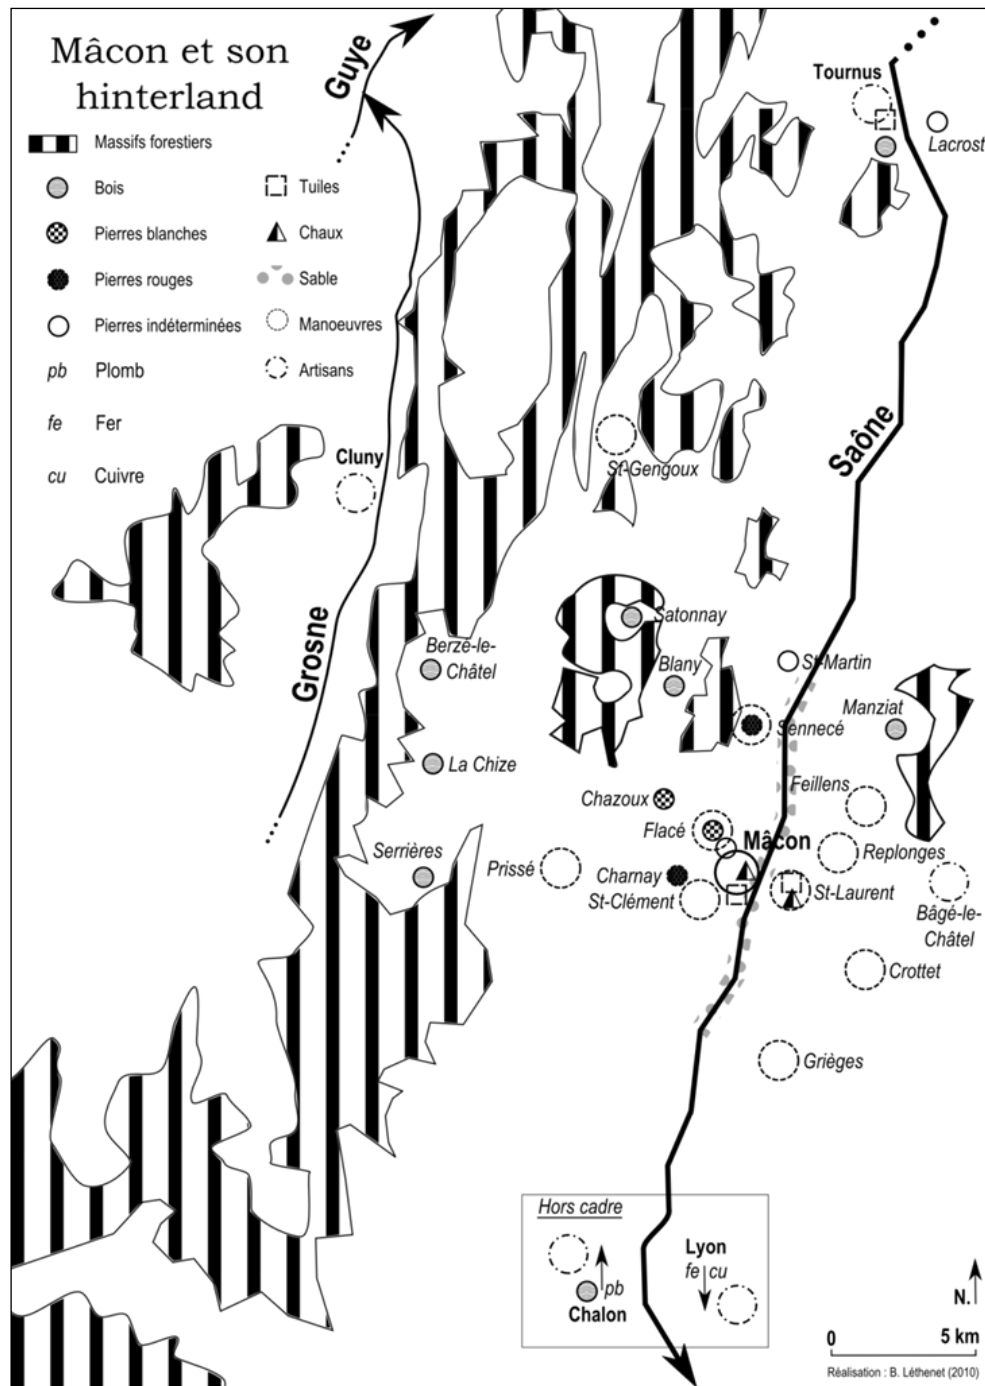 Mâcon et son
hinterland
Massifs forestiers
Bois
Tuiles
Pierres blanches
Chaux
Pierres rouges
Sable
Pierres indéterminées
Manoeuvres
pb Plomb
Artisans
fe Fer
cu Cuivre
Guye
Tournus
Lacrost
Saône
Cluny
St-Gengoux
Grosne
Satonnay
Berzé-le-
Châtel
Blany
St-Martin
Manziat
Sennecé
La Chize
Feillens
Chazoux
Flacé
Mâcon
Serrières
Prissé
Charnay
Replonges
St-Clément
St-Laurent
Bâgé-le-
Châtel
Crottet
Grièges
Hors cadre
Lyon
fe cu
pb
Chalon
N.
0 5 km
Réalisation : B. Léthenet (2010)